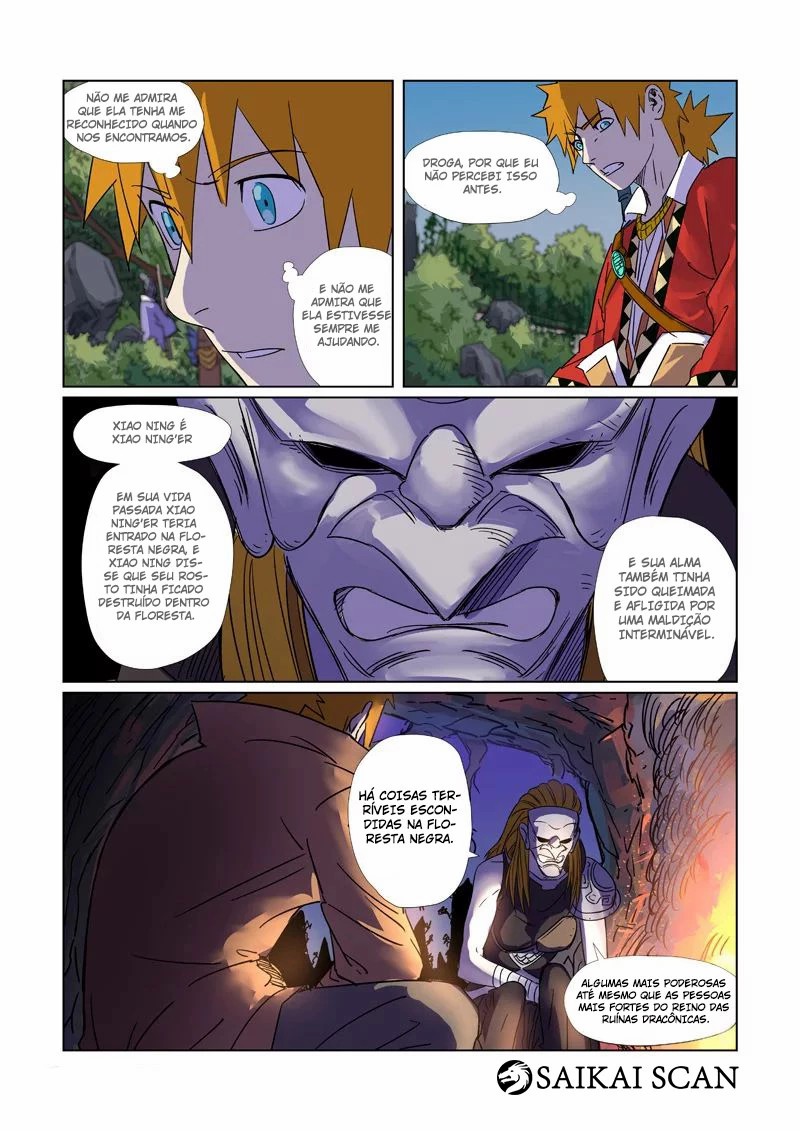 NÃO ME ADMIRA
QUE ELA TENHA ME
RECONHECIDO QUANDO
NOS ENCONTRAMOS.
E NÃO ME
ADMIRA QUE
ELA ESTIVESSE
SEMPRE ME
AJUDANDO.
DROGA, POR QUE EU
NÃO PERCEBI ISSO
ANTES.
XIAO NING É
XIAO NING'ER
EM SUA VIDA
PASSADA XIAO
NING'ER TERIA
ENTRADO NA FLO-
RESTA NEGRA, E
XIAO NING DIS-
SE QUE SEU ROS-
TO TINHA FICADO
DESTRUÍDO DENTRO
DA FLORESTA.
E SUA ALMA
TAMBÉM TINHA
SIDO QUEIMADA
E AFLIGIDA POR
UMA MALDIÇÃO
INTERMINÁVEL.
HÁ COISAS TER-
RÍVEIS ESCON-
DIDAS NA FLO-
RESTA NEGRA.
ALGUMAS MAIS PODEROSAS
ATÉ MESMO QUE AS PESSOAS
MAIS FORTES DO REINO DAS
RUÍNAS DRACÔNICAS.
SAIKAI SCAN